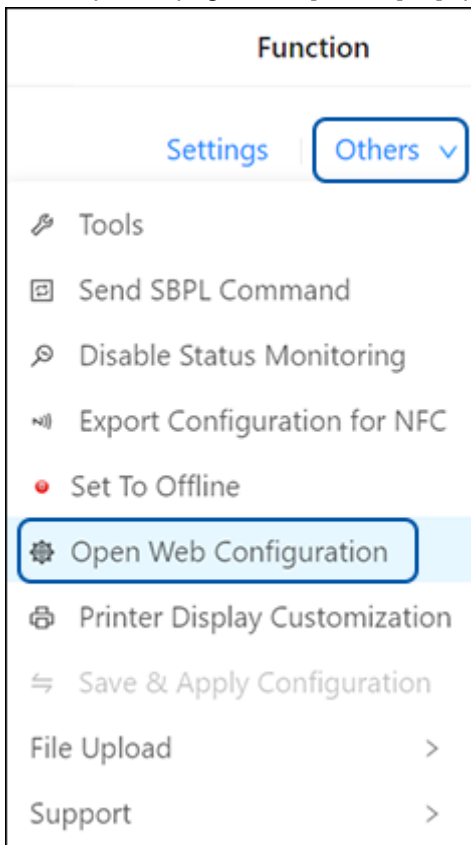 Function
Settings Others
Tools
Send SBPL Command
Disable Status Monitoring
Export Configuration for NFC
Set To Offline
Open Web Configuration
Printer Display Customization
Save & Apply Configuration
File Upload
Support